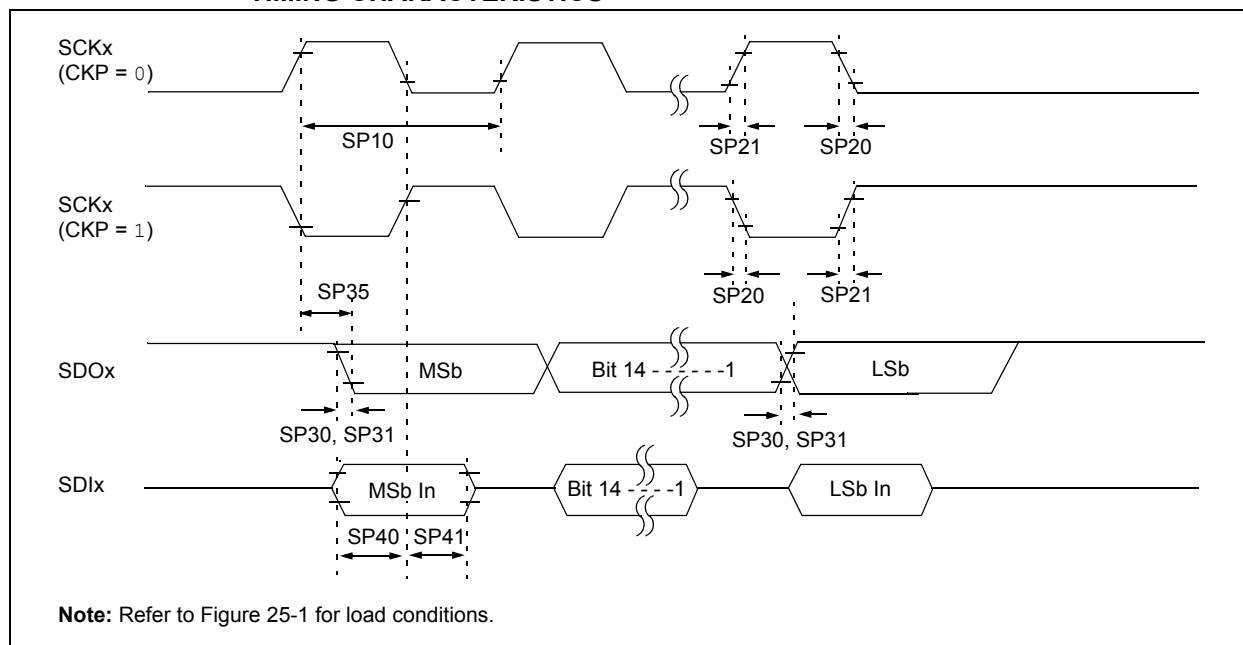 TIMING CHARACTERISTICS
SCKx
(CKP = 0)
SP10
SP21
SP20
SCKx
(CKP = 1)
SP35
SP20
SP21
SDOx
MSb
Bit 14 - - - - - -1
LSb
SP30, SP31
SP30, SP31
SDIx
MSb In
Bit 14 - - - -1
LSb In
SP40
SP41
Note: Refer to Figure 25-1 for load conditions.